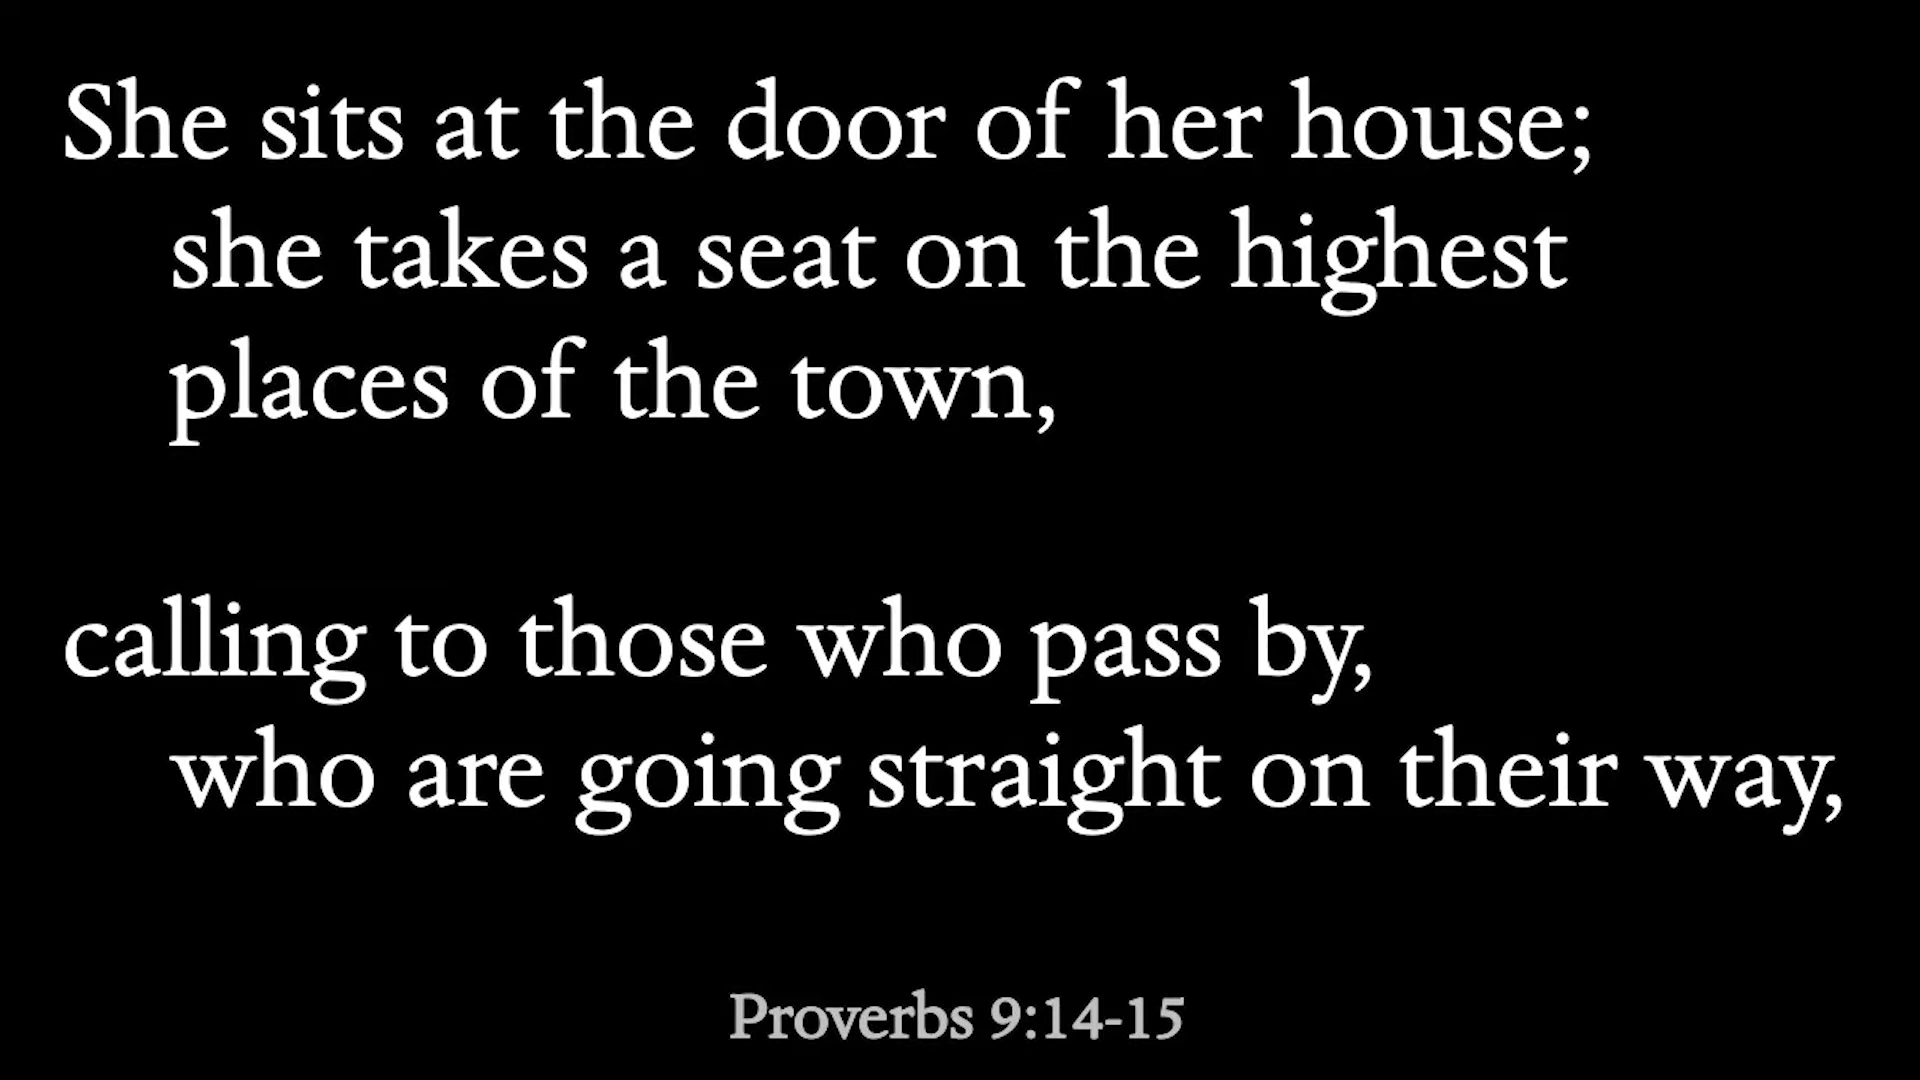 She sits at the door of her house;
she takes a seat on the highest
places of the town,
calling to those who pass by,
who are going straight on their way,
Proverbs 9:14-15